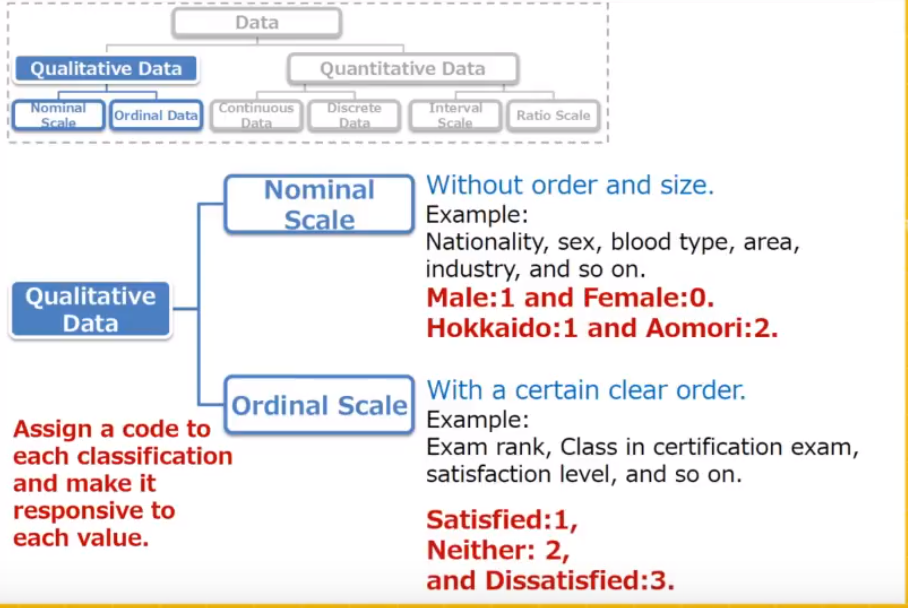 Data
Qualitative Data
Quantitative Data
Nominal
Scale
Ordinal Data
Continuous
Data
Discrete
Data
Interval
Scale
Ratio Scale
Nominal
Scale
Without order and size.
Example:
Nationality, sex, blood type, area,
industry, and so on.
Male:1 and Female:0.
Hokkaido:1 and Aomori:2.
Qualitative
Data
Ordinal Scale
With a certain clear order.
Example:
Exam rank, Class in certification exam,
satisfaction level, and so on.
Satisfied:1,
Neither: 2,
and Dissatisfied:3.
Assign a code to
each classification
and make it
responsive to
each value.